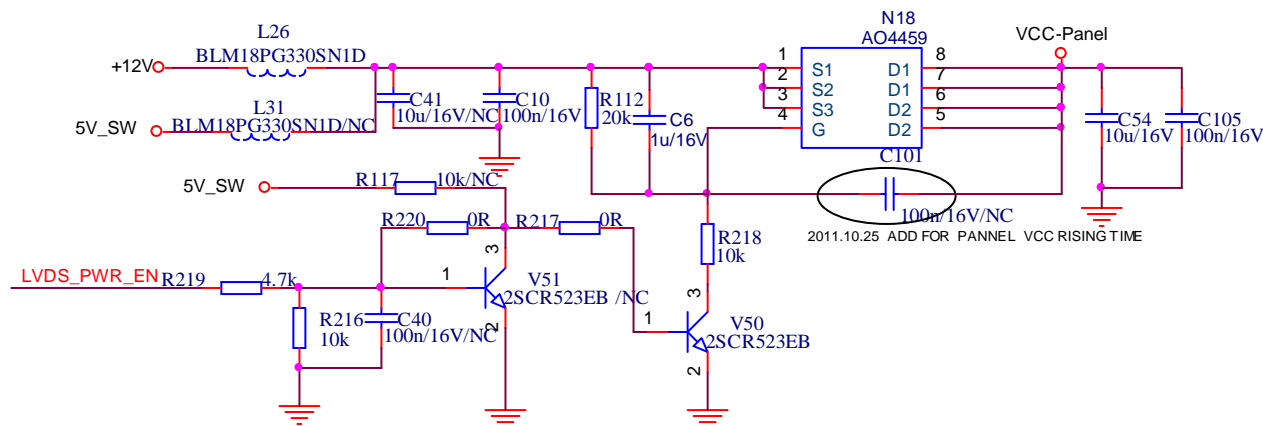 L26
BLM18PG330SN1D
+12V
L31
5V_SW
BLM18PG330SN1D/NC
C41
10u/16V/NC
C10
100n/16V
R112
20k
C6
1u/16V
N18
AO4459
1
2
3
4
S1
S2
S3
G
D1
D1
D2
D2
8
7
6
5
VCC-Panel
C54
10u/16V
C105
100n/16V
C101
100n/16V/NC
2011.10.25 ADD FOR PANNEL VCC RISING TIME
5V_SW
R117
10k/NC
R220
0R
R217
0R
R218
10k
LVDS_PWR_EN
R219
4.7k
R216
10k
C40
100n/16V/NC
1
3
2
V51
2SCR523EB /NC
1
3
2
V50
2SCR523EB